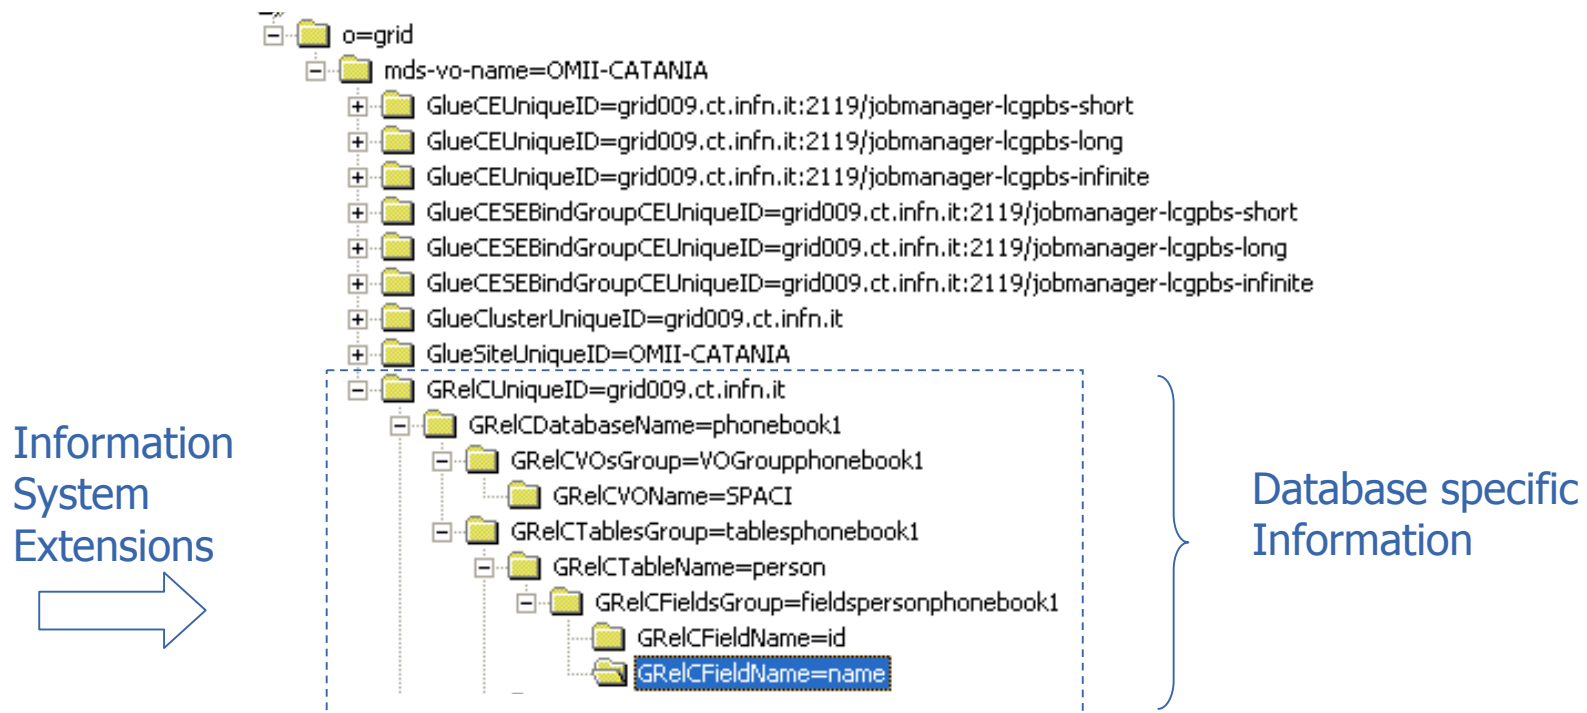 o=grid
mds-vo-name=OMII-CATANIA
GlueCEUniqueID=grid009.ct.infn.it:2119/jobmanager-lcgpbs-short
GlueCEUniqueID=grid009.ct.infn.it:2119/jobmanager-lcgpbs-long
GlueCEUniqueID=grid009.ct.infn.it:2119/jobmanager-lcgpbs-infinite
GlueCESEBindGroupCEUniqueID=grid009.ct.infn.it:2119/jobmanager-lcgpbs-short
GlueCESEBindGroupCEUniqueID=grid009.ct.infn.it:2119/jobmanager-lcgpbs-long
GlueCESEBindGroupCEUniqueID=grid009.ct.infn.it:2119/jobmanager-lcgpbs-infinite
GlueClusterUniqueID=grid009.ct.infn.it
GlueSiteUniqueID=OMII-CATANIA
GRelCUniqueID=grid009.ct.infn.it
GRelCDatabaseName=phonebook1
GRelCVOsGroup=VOGroupphonebook1
GRelCVOName=SPACI
GRelCTablesGroup=tablesphonebook1
GRelCTableName=person
GRelCFieldsGroup=fieldspersonphonebook1
GRelCFieldName=id
GRelCFieldName=name
Information
System
Extensions
Database specific
Information